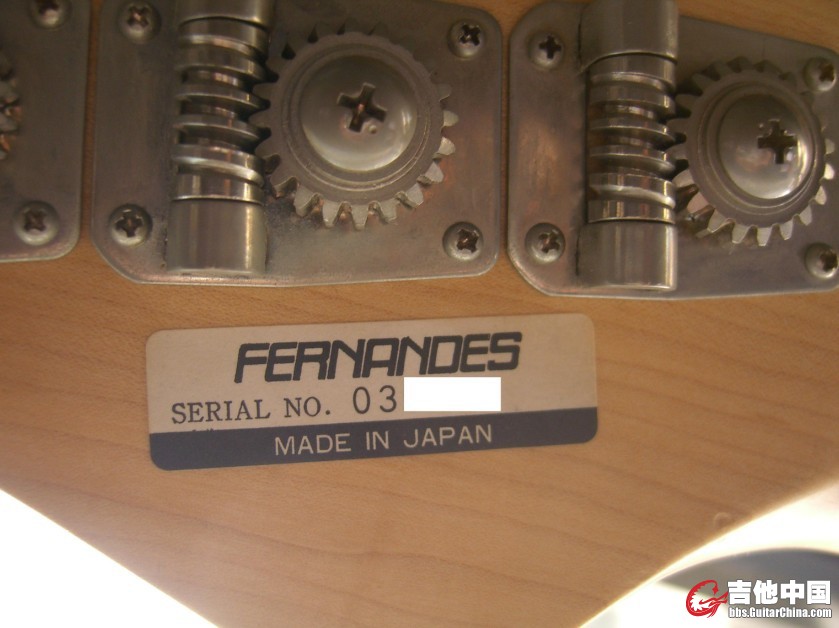 FERNANDES
SERIAL NO. 03
MADE IN JAPAN
吉他中国
bbs.GuitarChina.com